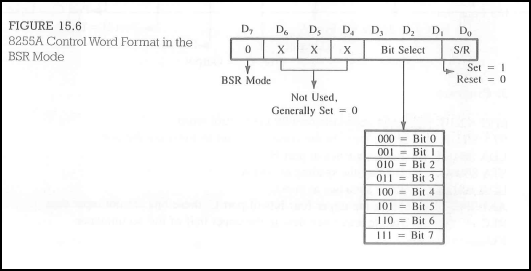 FIGURE 15.6
8255A Control Word Format in the
BSR Mode
D₇ D₆ D₅ D₄ D₃ D₂ D₁ D₀
0 X X X Bit Select S/R
BSR Mode
Set = 1
Reset = 0
Not Used,
Generally Set = 0
000 = Bit 0
001 = Bit 1
010 = Bit 2
011 = Bit 3
100 = Bit 4
101 = Bit 5
110 = Bit 6
111 = Bit 7